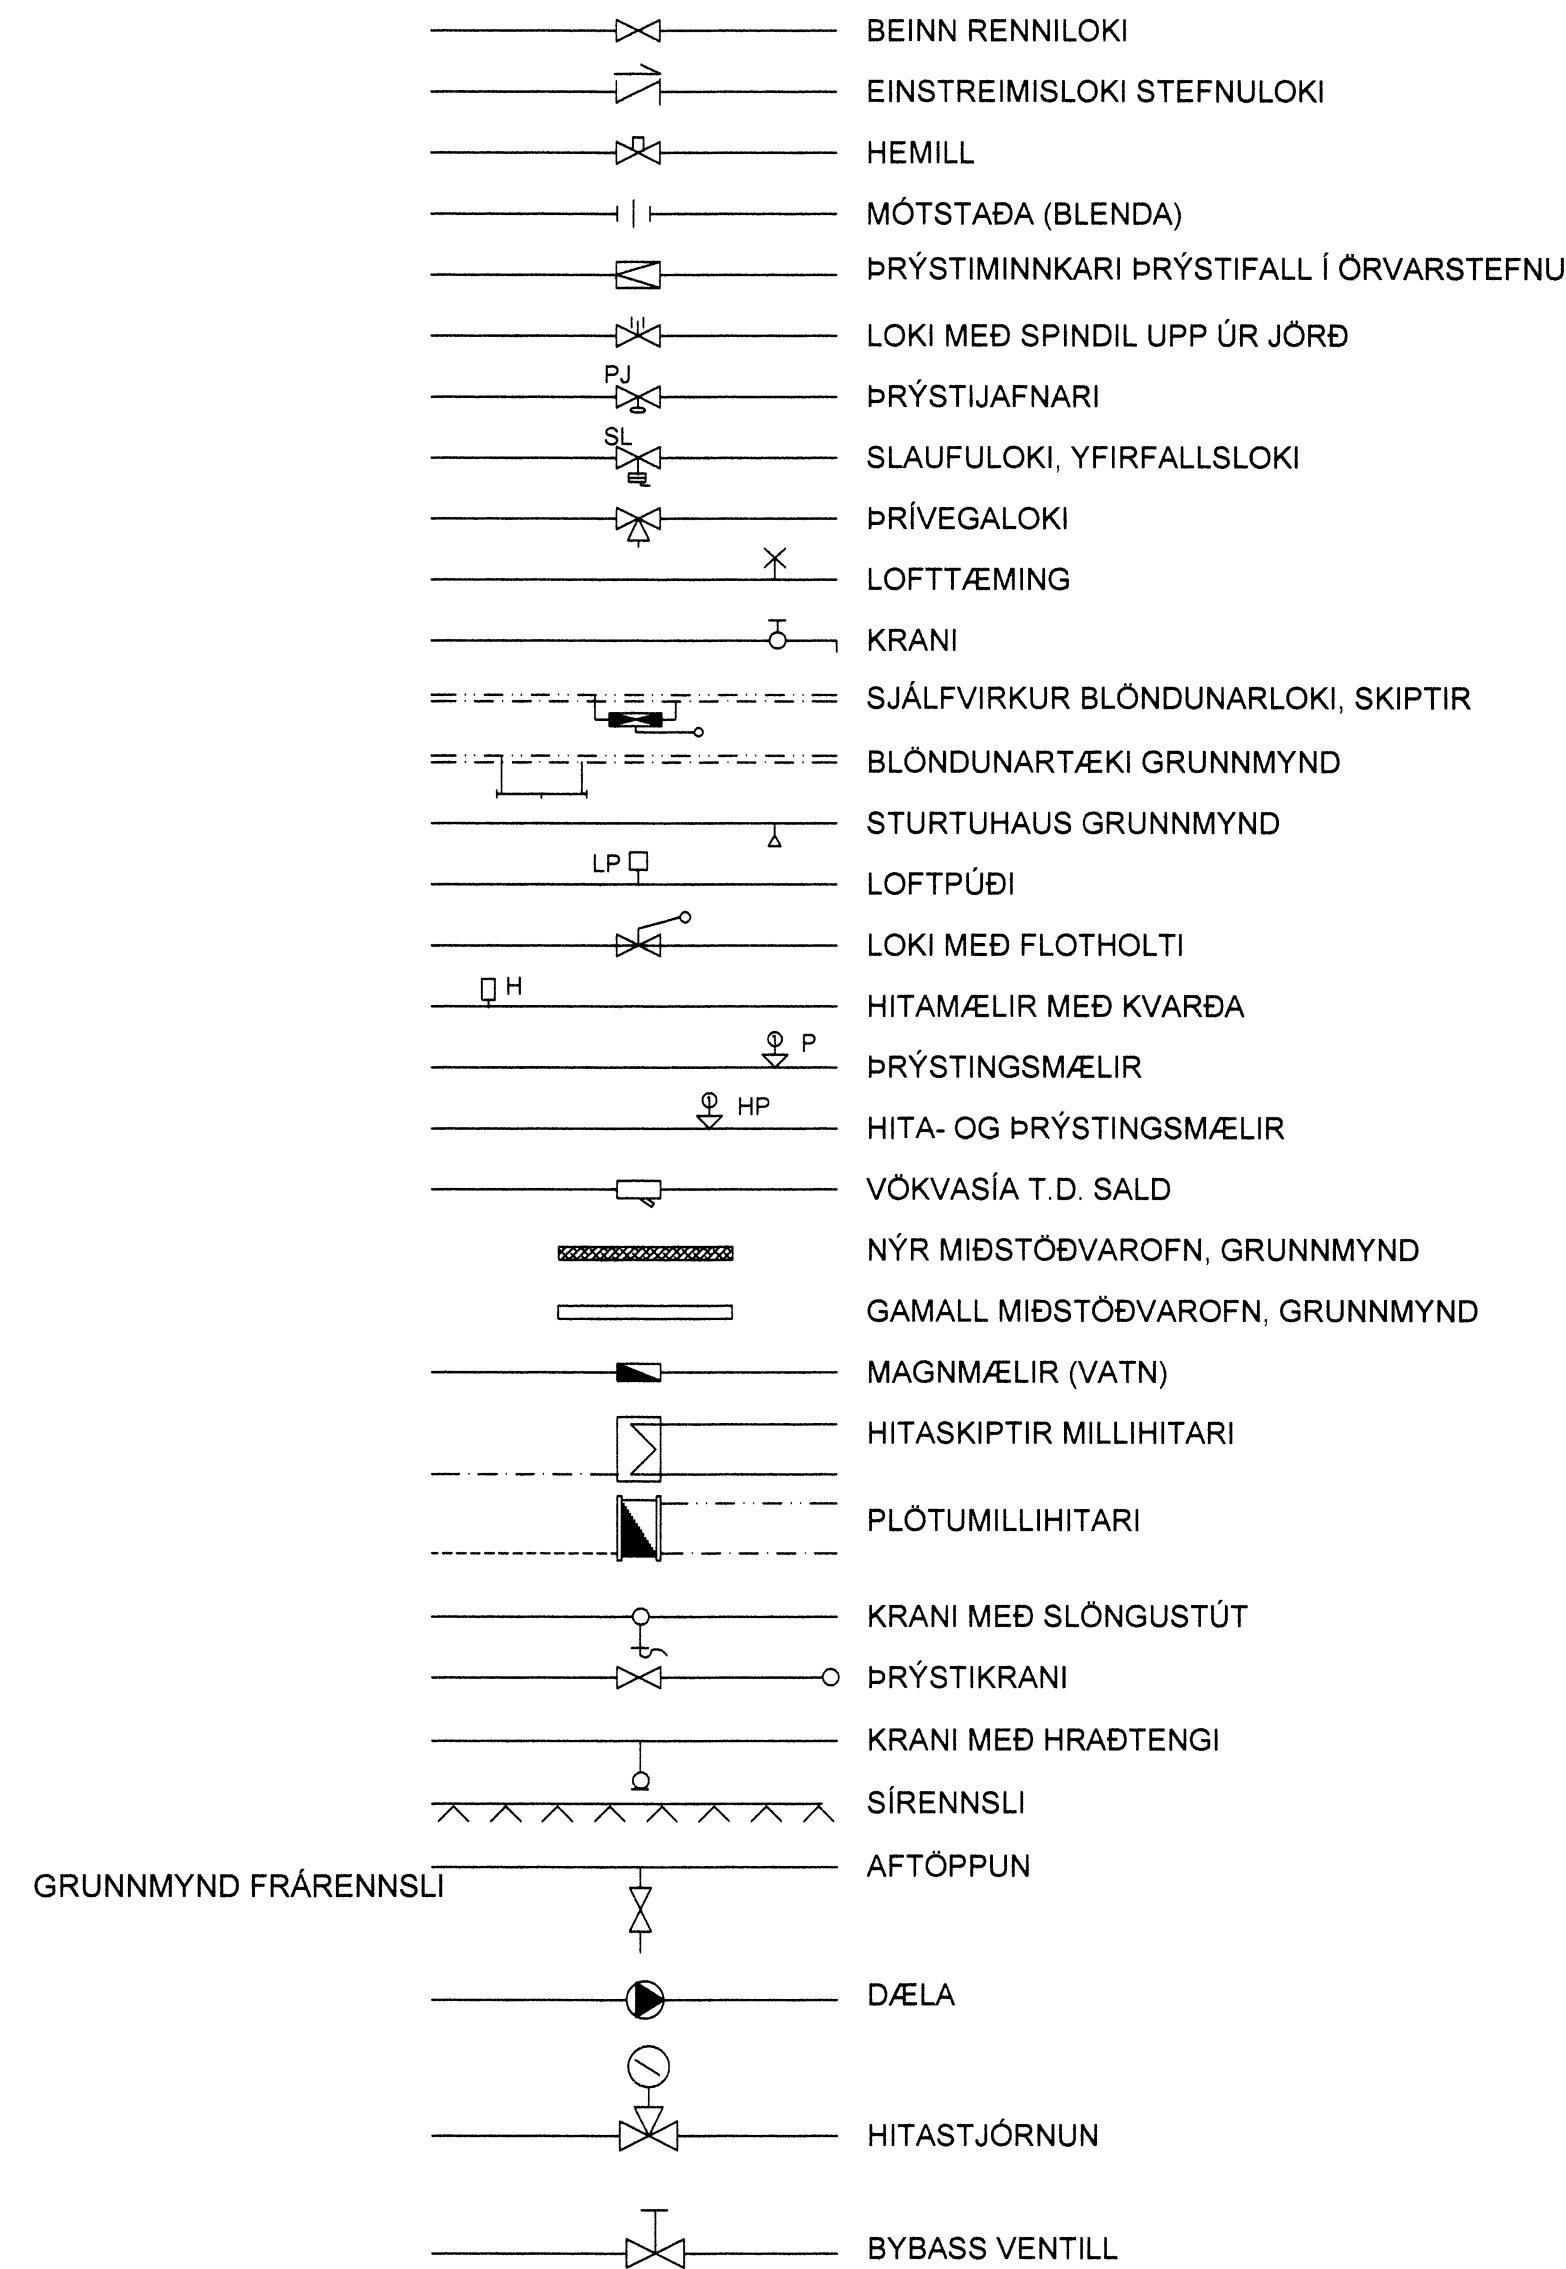 BEINN RENNILOKI
EINSTREIMISLOKI STEFNULOKI
HEMILL
MÓTSTAÐA (BLENDA)
ÞRÝSTIMINNKARI ÞRÝSTIFALL Í ÖRVARSTEFNU
LOKI MEÐ SPINDIL UPP ÚR JÖRÐ
PJ
ÞRÝSTIJAFNARI
SL
SLAUFULOKI, YFIRFALLSLOKI
ÞRÍVEGALOKI
LOFTTÆMING
KRANI
SJÁLFVIRKUR BLÖNDUNARLOKI, SKIPTIR
BLÖNDUNARTÆKI GRUNNMYND
STURTUHAUS GRUNNMYND
LP
LOFTPÚÐI
LOKI MEÐ FLOTHOLTI
H
HITAMÆLIR MEÐ KVARÐA
P
ÞRÝSTINGSMÆLIR
HP
HITA- OG ÞRÝSTINGSMÆLIR
VÖKVASÍA T.D. SALD
NÝR MIÐSTÖÐVAROFN, GRUNNMYND
GAMALL MIÐSTÖÐVAROFN, GRUNNMYND
MAGNMÆLIR (VATN)
HITASKIPTIR MILLIHITARI
PLÖTUMILLIHITARI
KRANI MEÐ SLÖNGUSTÚT
ÞRÝSTIKRANI
KRANI MEÐ HRAÐTENGI
SÍRENNSLI
AFTÖPPUN
GRUNNMYND FRÁRENNSLI
DÆLA
HITASTJÓRNUN
BYBASS VENTILL